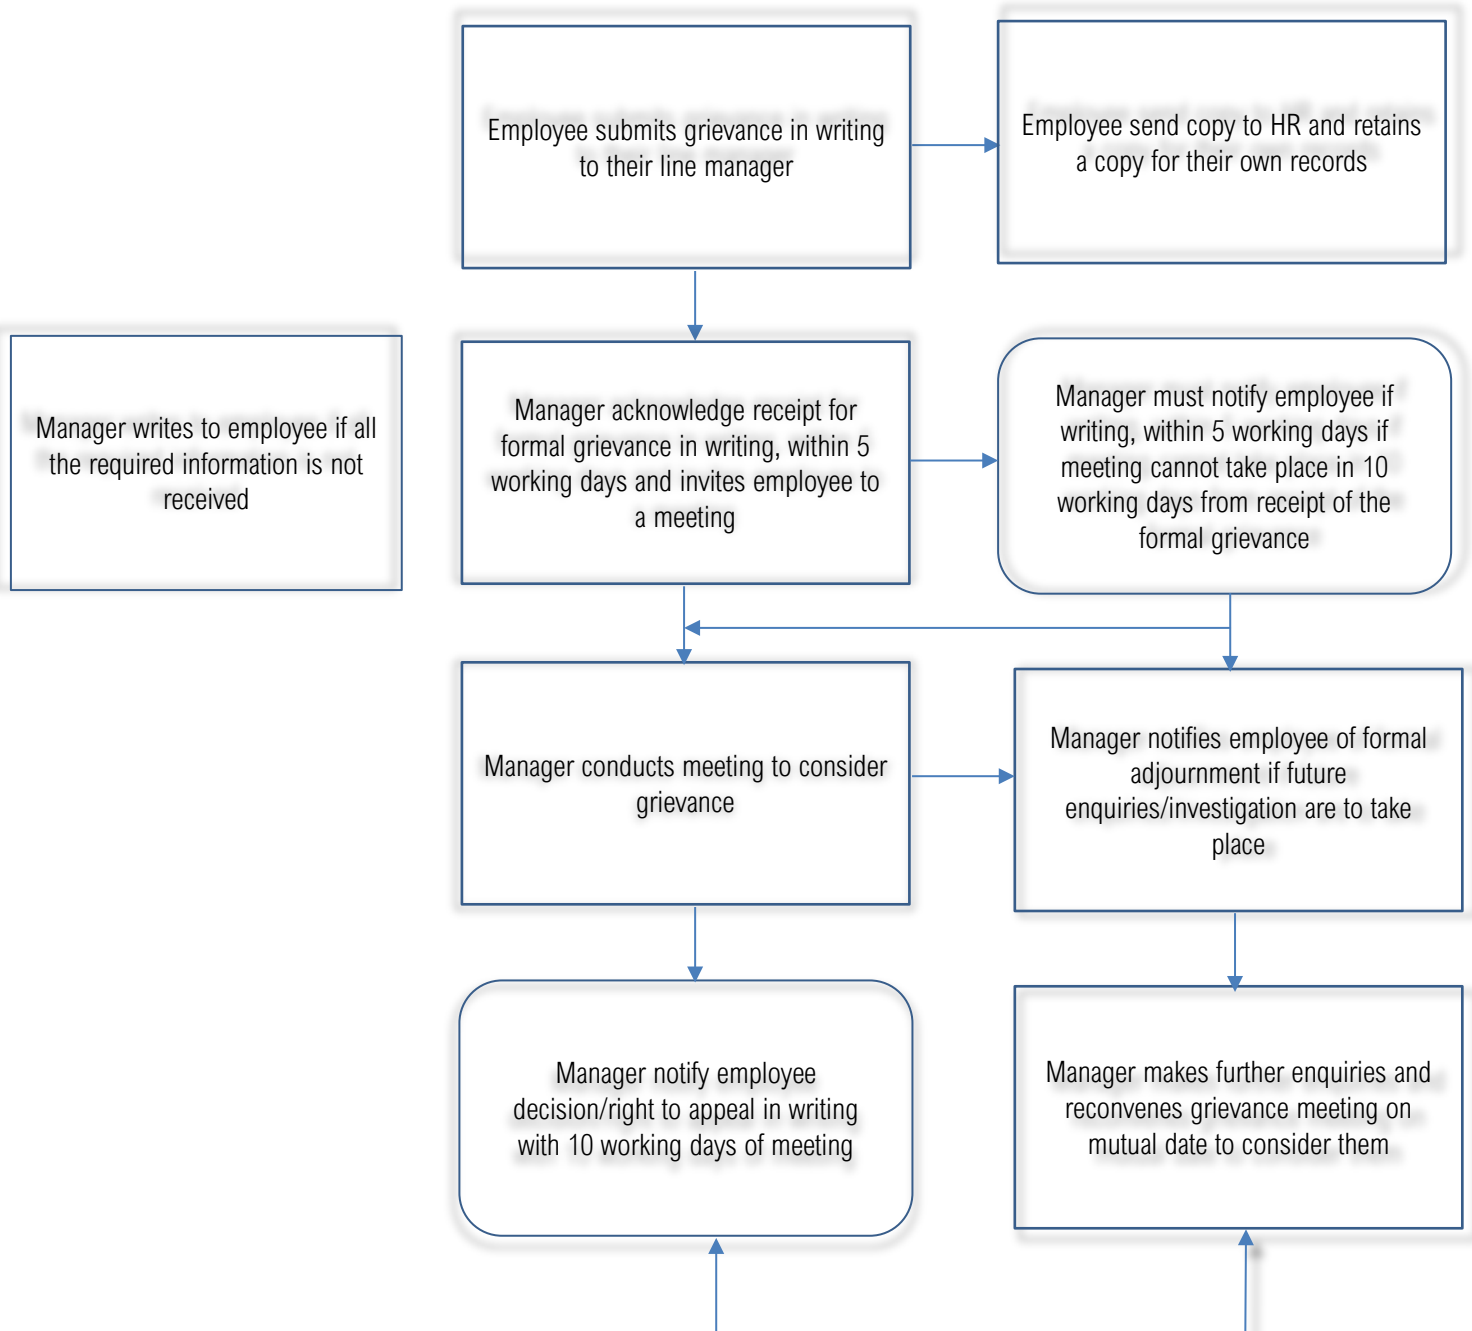 Employee submits grievance in writing
to their line manager
Employee send copy to HR and retains
a copy for their own records
Manager writes to employee if all
the required information is not
received
Manager acknowledge receipt for
formal grievance in writing, within 5
working days and invites employee to
a meeting
Manager must notify employee if
writing, within 5 working days if
meeting cannot take place in 10
working days from receipt of the
formal grievance
Manager conducts meeting to consider
grievance
Manager notifies employee of formal
adjournment if future
enquiries/investigation are to take
place
Manager notify employee
decision/right to appeal in writing
with 10 working days of meeting
Manager makes further enquiries and
reconvenes grievance meeting on
mutual date to consider them